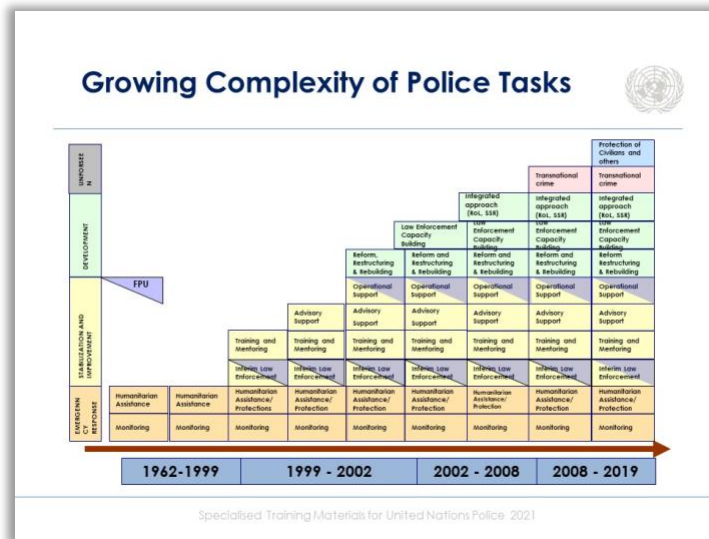 Growing Complexity of Police Tasks
UNFORSEE
N
Protection of
Civilians and
others
Transnational
crime
Transnational
crime
DEVELOPMENT
Integrated
approach
(RoL, SSR)
Integrated
approach
(RoL, SSR)
Integrated
approach
(RoL, SSR)
Law Enforcement
Capacity
Building
Law
Enforcement
Capacity
Building
Law
Enforcement
Capacity
Building
Law
Enforcement
Capacity
Building
Reform,
Restructuring
& Rebuilding
Reform and
Restructuring
& Rebuilding
Reform and
Restructuring
& Rebuilding
Reform and
Restructuring
& Rebuilding
Reform
Restructuring
& Rebuilding
FPU
STABILIZATION AND
IMPROVEMENT
Operational
Support
Operational
Support
Operational
Support
Operational
Support
Operational
Support
Advisory
Support
Advisory
Support
Advisory
Support
Advisory
Support
Advisory
Support
Advisory
Support
Training and
Mentoring
Training and
Mentoring
Training and
Mentoring
Training and
Mentoring
Training and
Mentoring
Training and
Mentoring
Training and
Mentoring
Interim Law
Enforcement
Interim Law
Enforcement
Interim Law
Enforcement
Interim Law
Enforcement
Interim Law
Enforcement
Interim Law
Enforcement
Interim Law
Enforcement
EMERGENN
CY
RESPONSE
Humanitarian
Assistance
Humanitarian
Assistance
Humanitarian
Assistance/
Protections
Humanitarian
Assistance/
Protection
Humanitarian
Assistance/
Protection
Humanitarian
Assistance/
Protection
Humanitarian
Assistance/
Protection
Humanitarian
Assistance/
Protection
Humanitarian
Assistance/
Protection
Monitoring
Monitoring
Monitoring
Monitoring
Monitoring
Monitoring
Monitoring
Monitoring
Monitoring
1962-1999
1999 - 2002
2002 - 2008
2008 - 2019
Specialised Training Materials for United Nations Police 2021